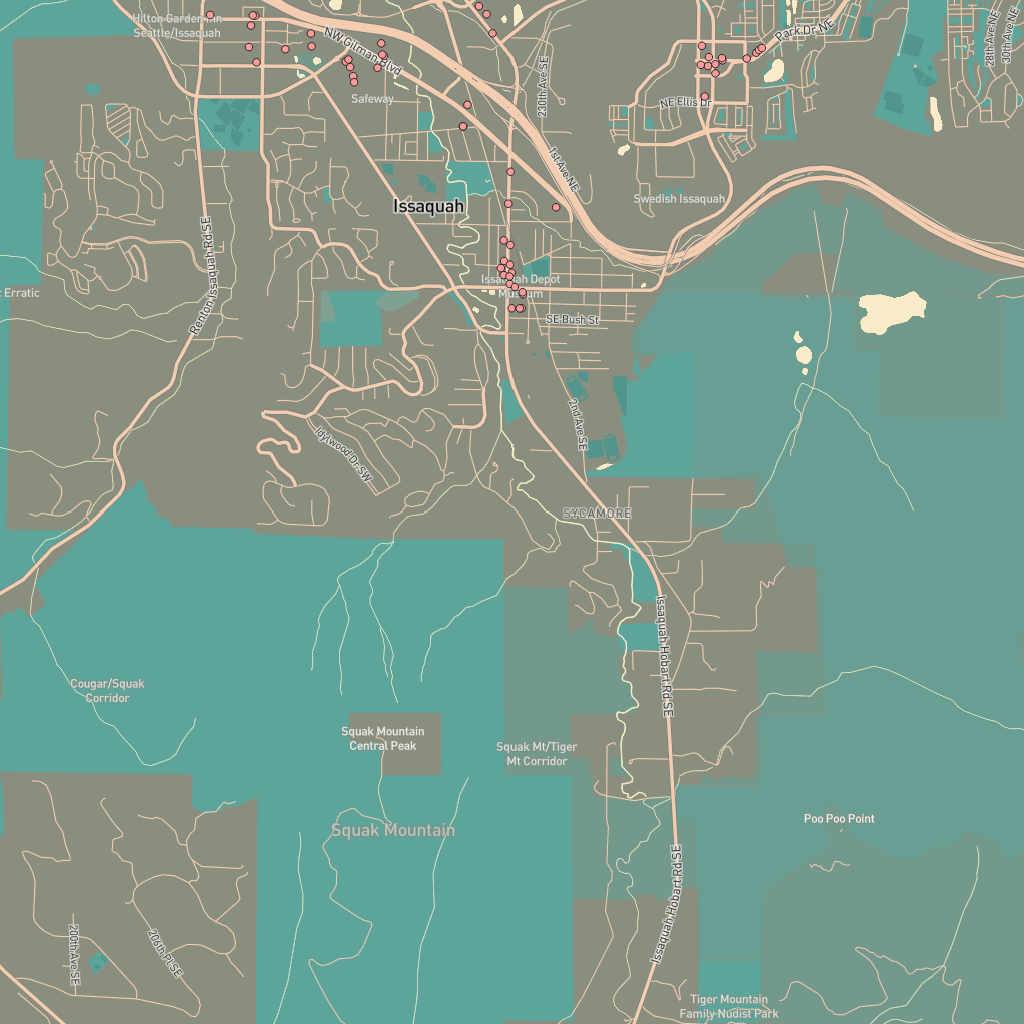 Hilton Garden Inn
Seattle/Issaquah
NW Gilman Blvd
Park Dr NE
28th Ave NE
30th Ave NE
Safeway
230th Ave SE
NE Ellis Dr
1st Ave NE
Swedish Issaquah
Issaquah
Renton Issaquah Rd SE
Erratic
Issaquah Depot
Museum
SE Bush St
2nd Ave SE
Idylwood Dr SW
SYCAMORE
Issaquah Hobart Rd SE
Cougar/Squak
Corridor
Squak Mountain
Central Peak
Squak Mt/Tiger
Mt Corridor
Squak Mountain
Poo Poo Point
Issaquah Hobart Rd SE
200th Ave SE
206th Pl SE
Tiger Mountain
Family Nudist Park